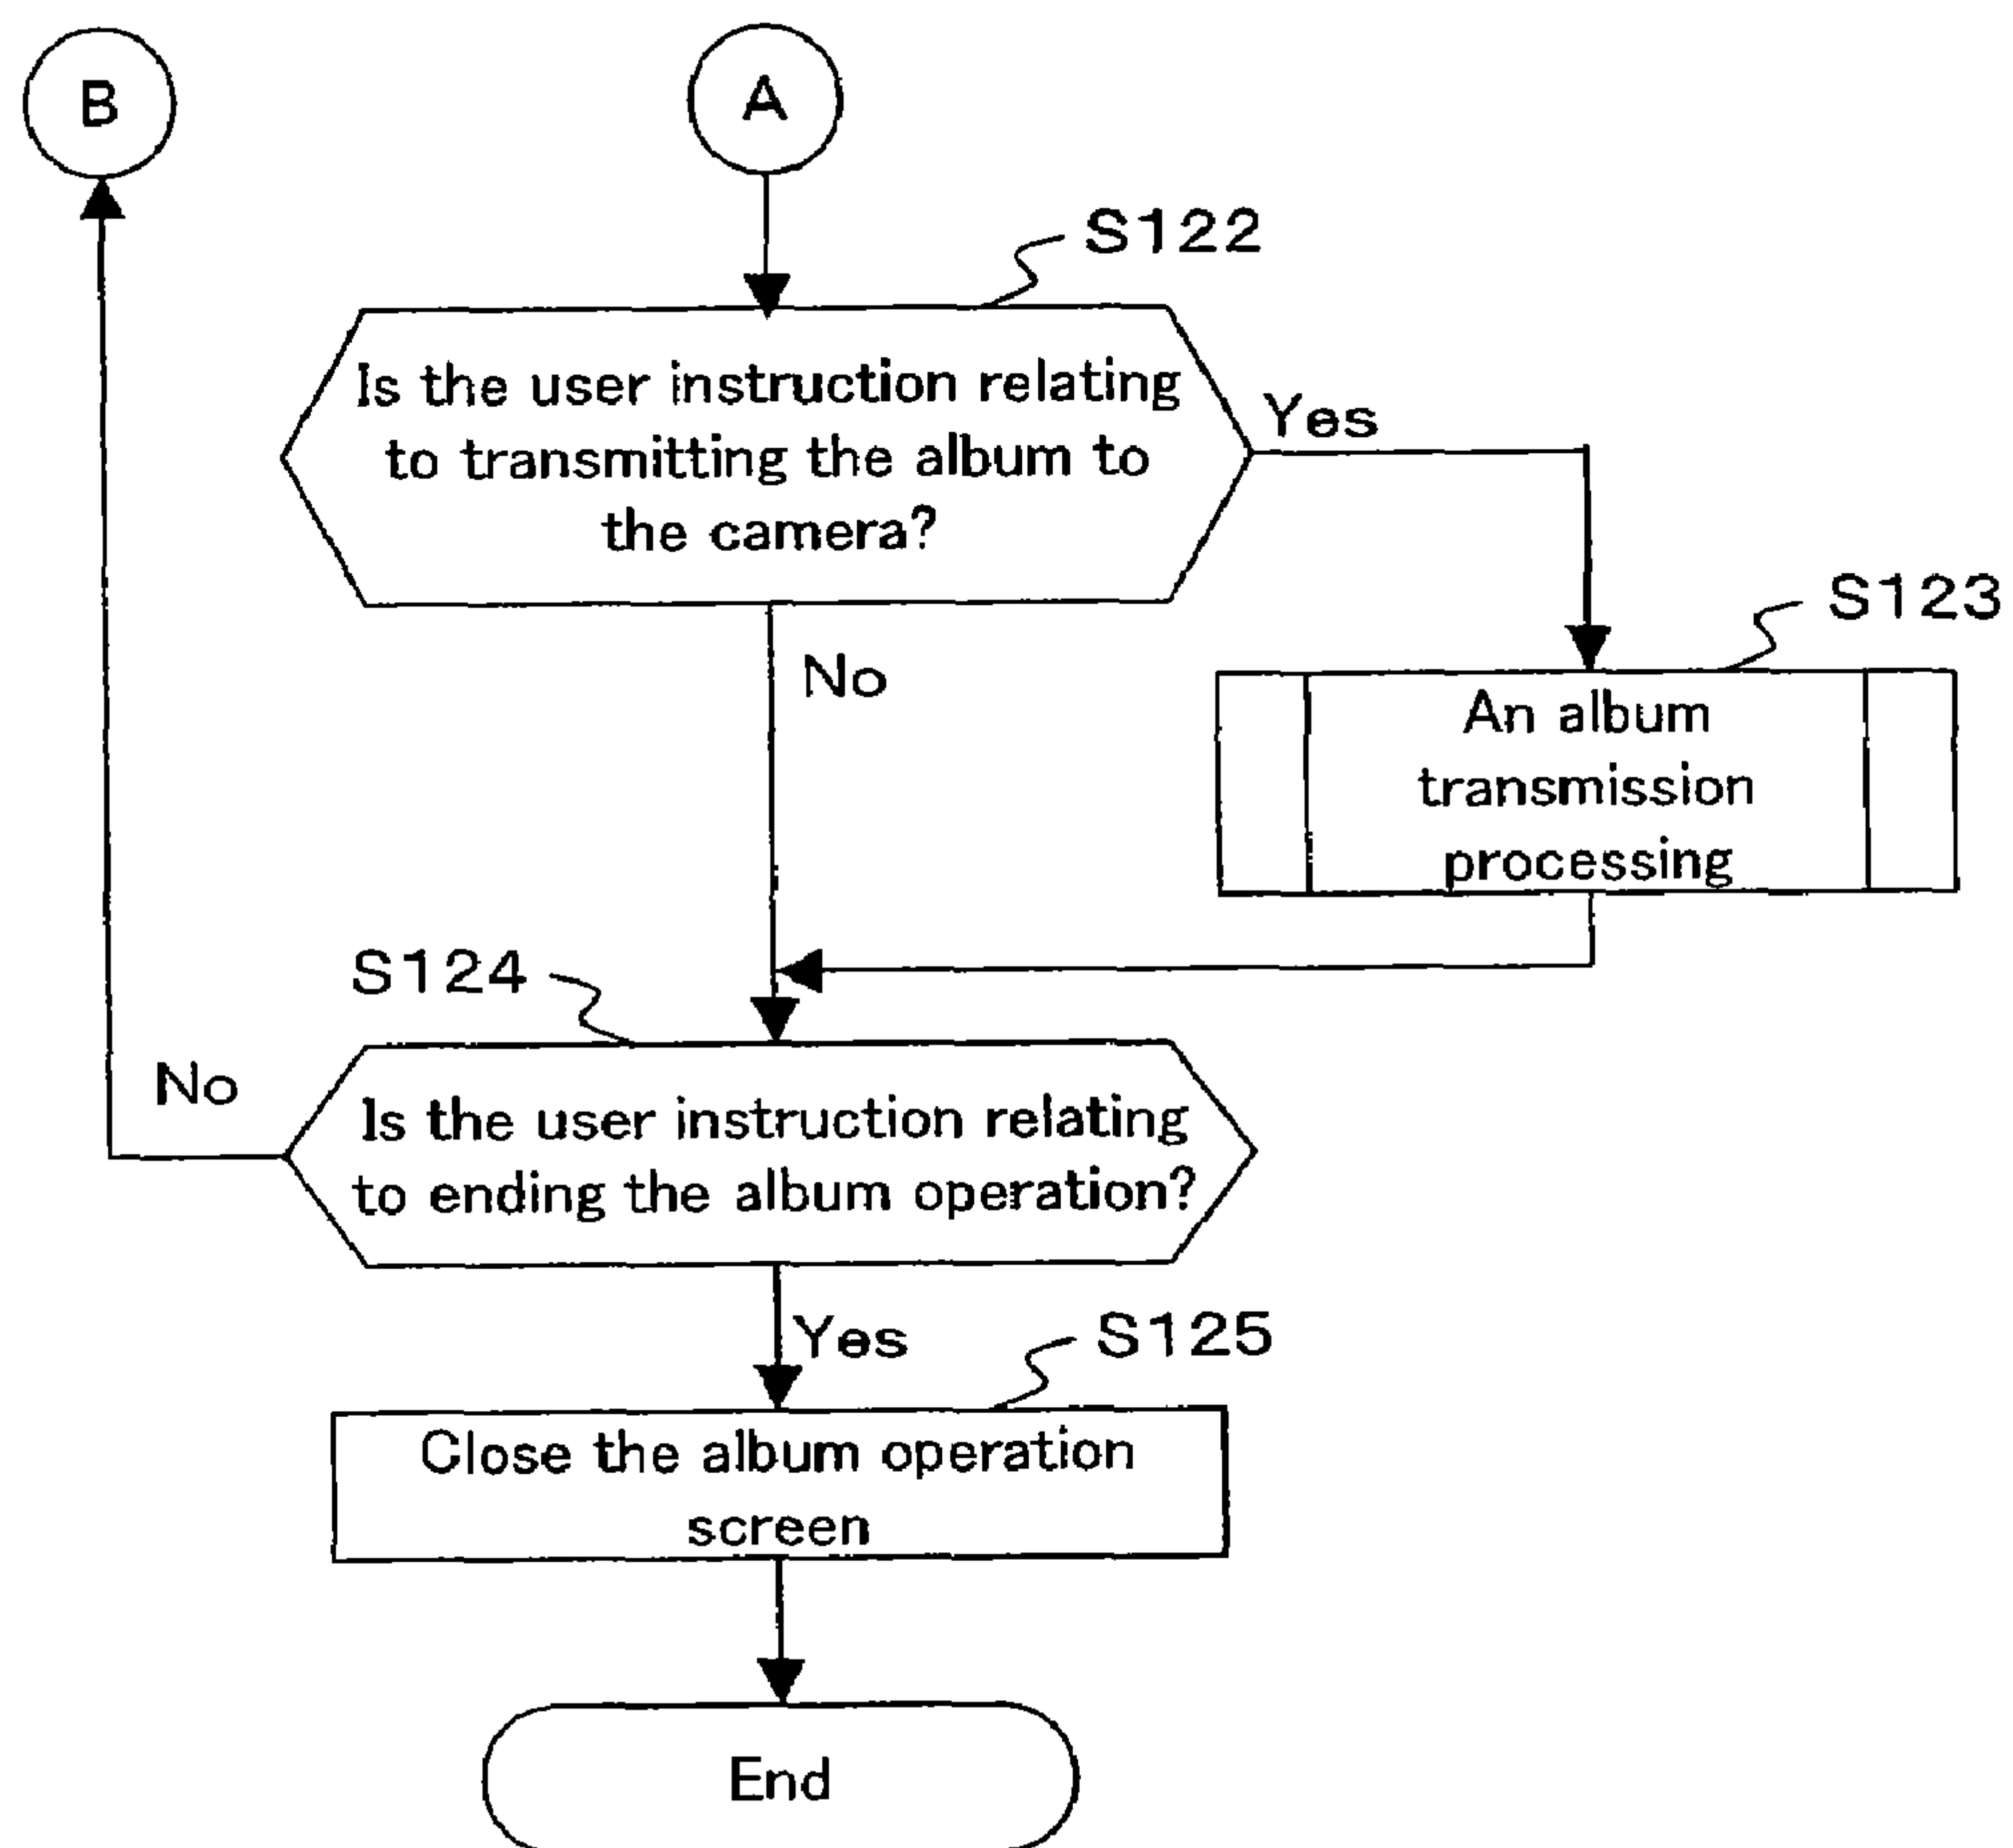 B
A
S122
Is the user instruction relating
to transmitting the album to
the camera?
Yes
No
S123
An album
transmission
processing
S124
No
Is the user instruction relating
to ending the album operation?
Yes
S125
Close the album operation
screen
End